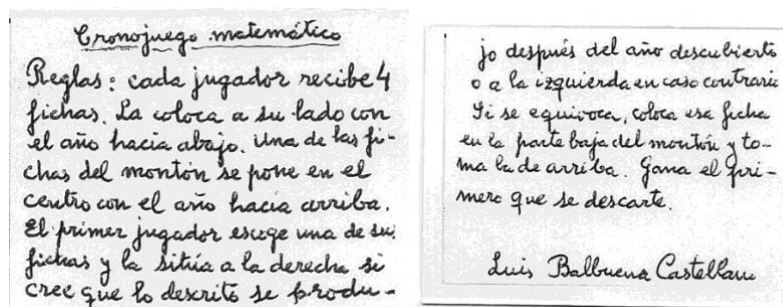 Cronojuego matemático
Reglas: cada jugador recibe 4
fichas. La coloca a su lado con
el año hacia abajo. Una de las fi-
chas del montón se pone en el
centro con el año hacia arriba.
El primer jugador escoge una de su
fichas y la sitúa a la derecha si
cree que lo descrito se produ-
jo después del año descubierto
o a la izquierda en caso contrario
Si se equivoca, coloca esa ficha
en la parte baja del montón y to-
ma la de arriba. Gana el pri-
mero que se descarte.
Luis Balbuena Castellano